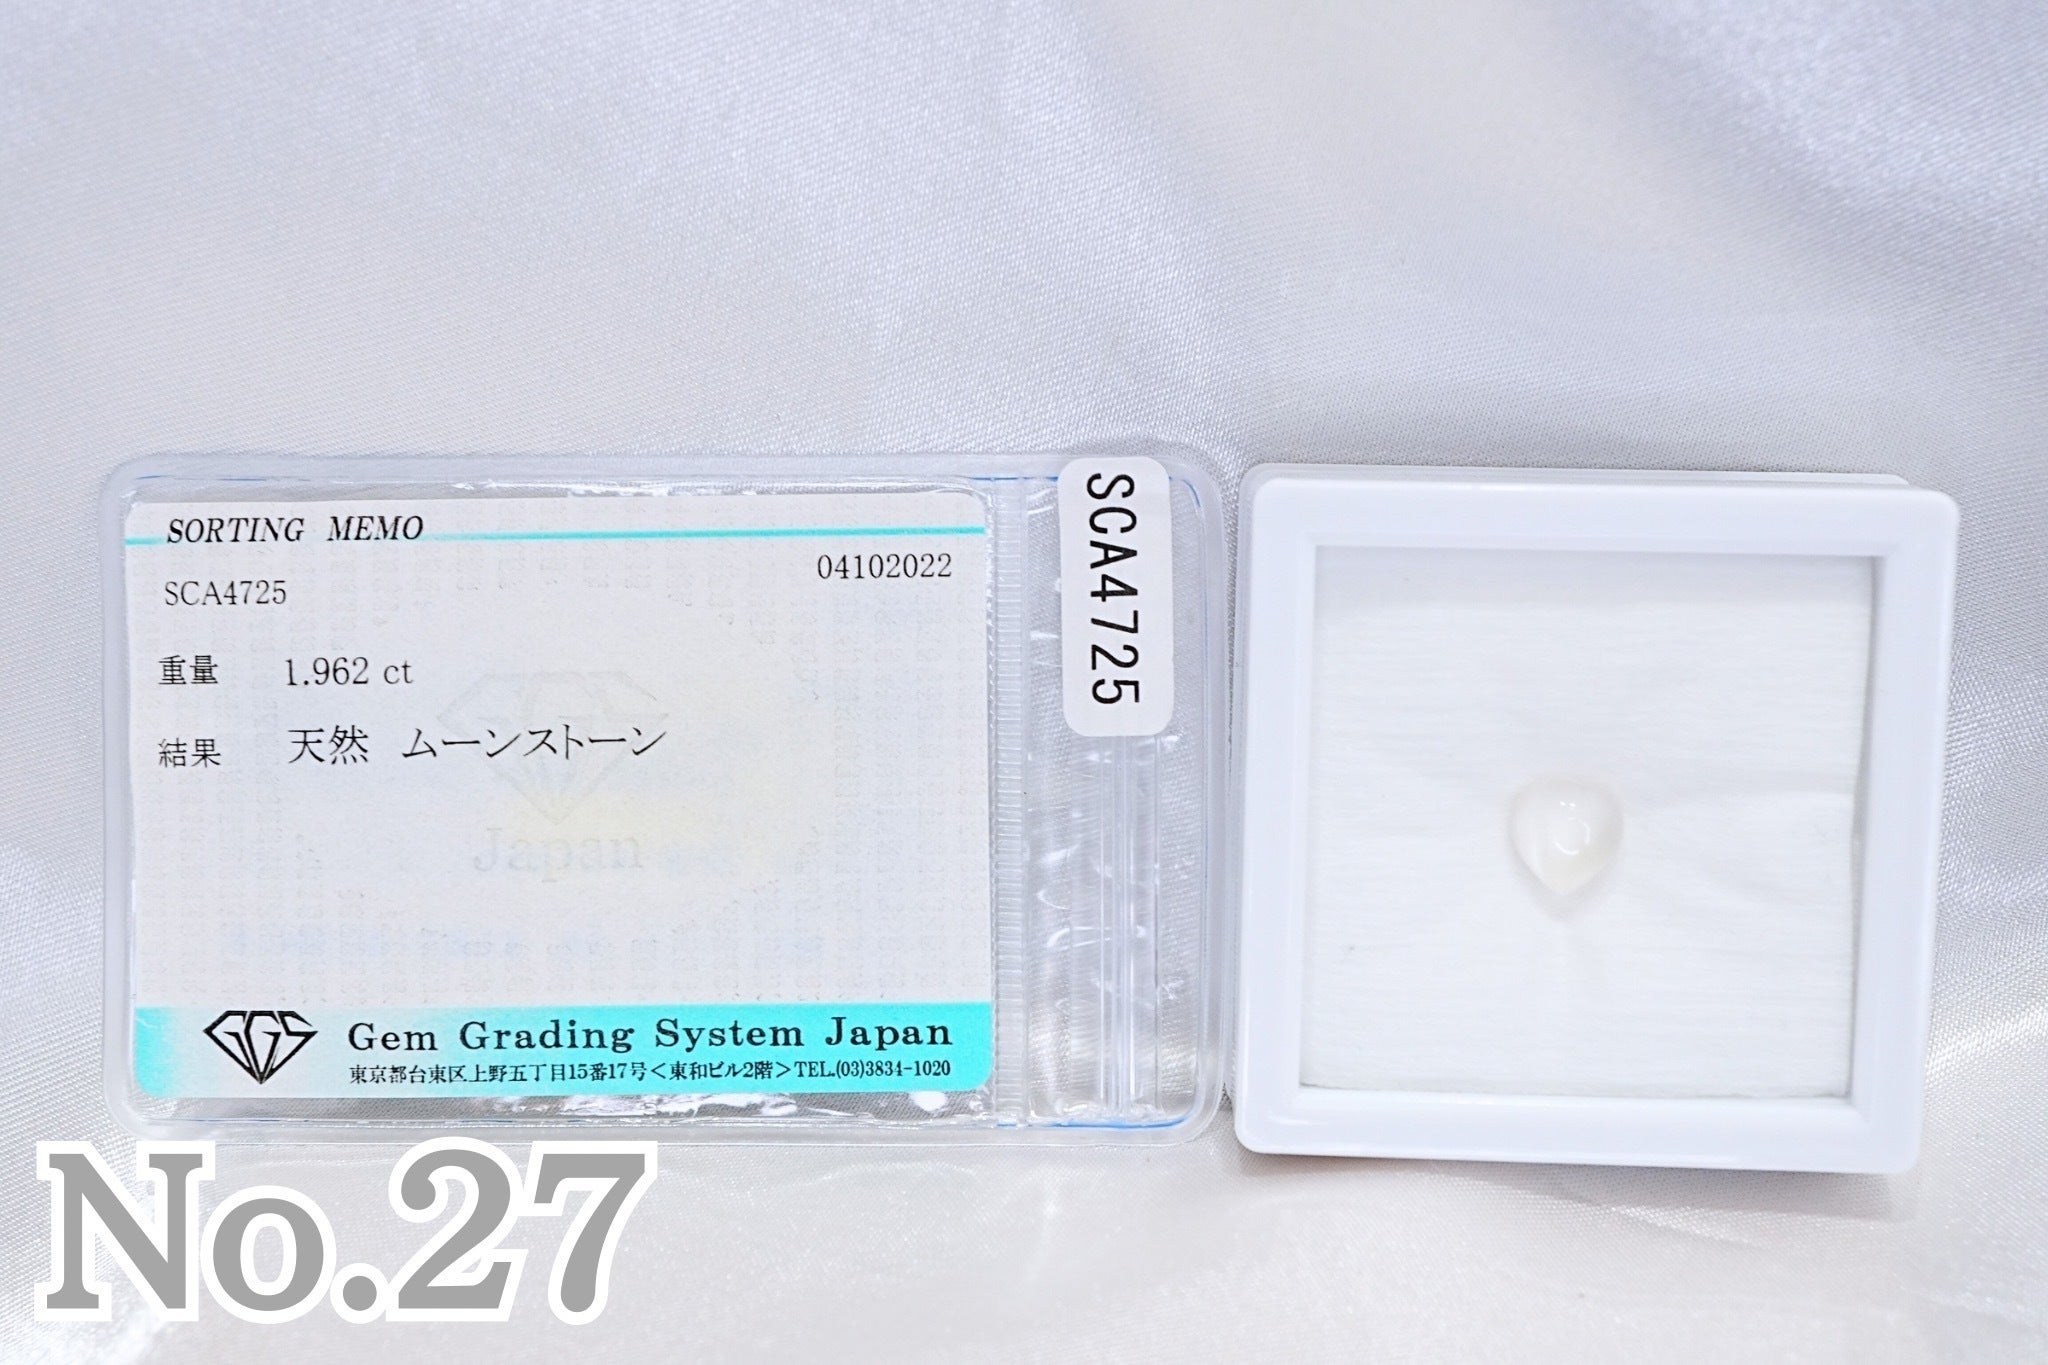 SORTING MEMO
04102022
SCA4725
重量 1.962 ct
結果 天然 ムーンストーン
Japan
GGS
Gem Grading System Japan
東京都台東区上野五丁目15番17号＜東和ビル2階＞TEL.(03)3834-1020
SCA4725
No.27